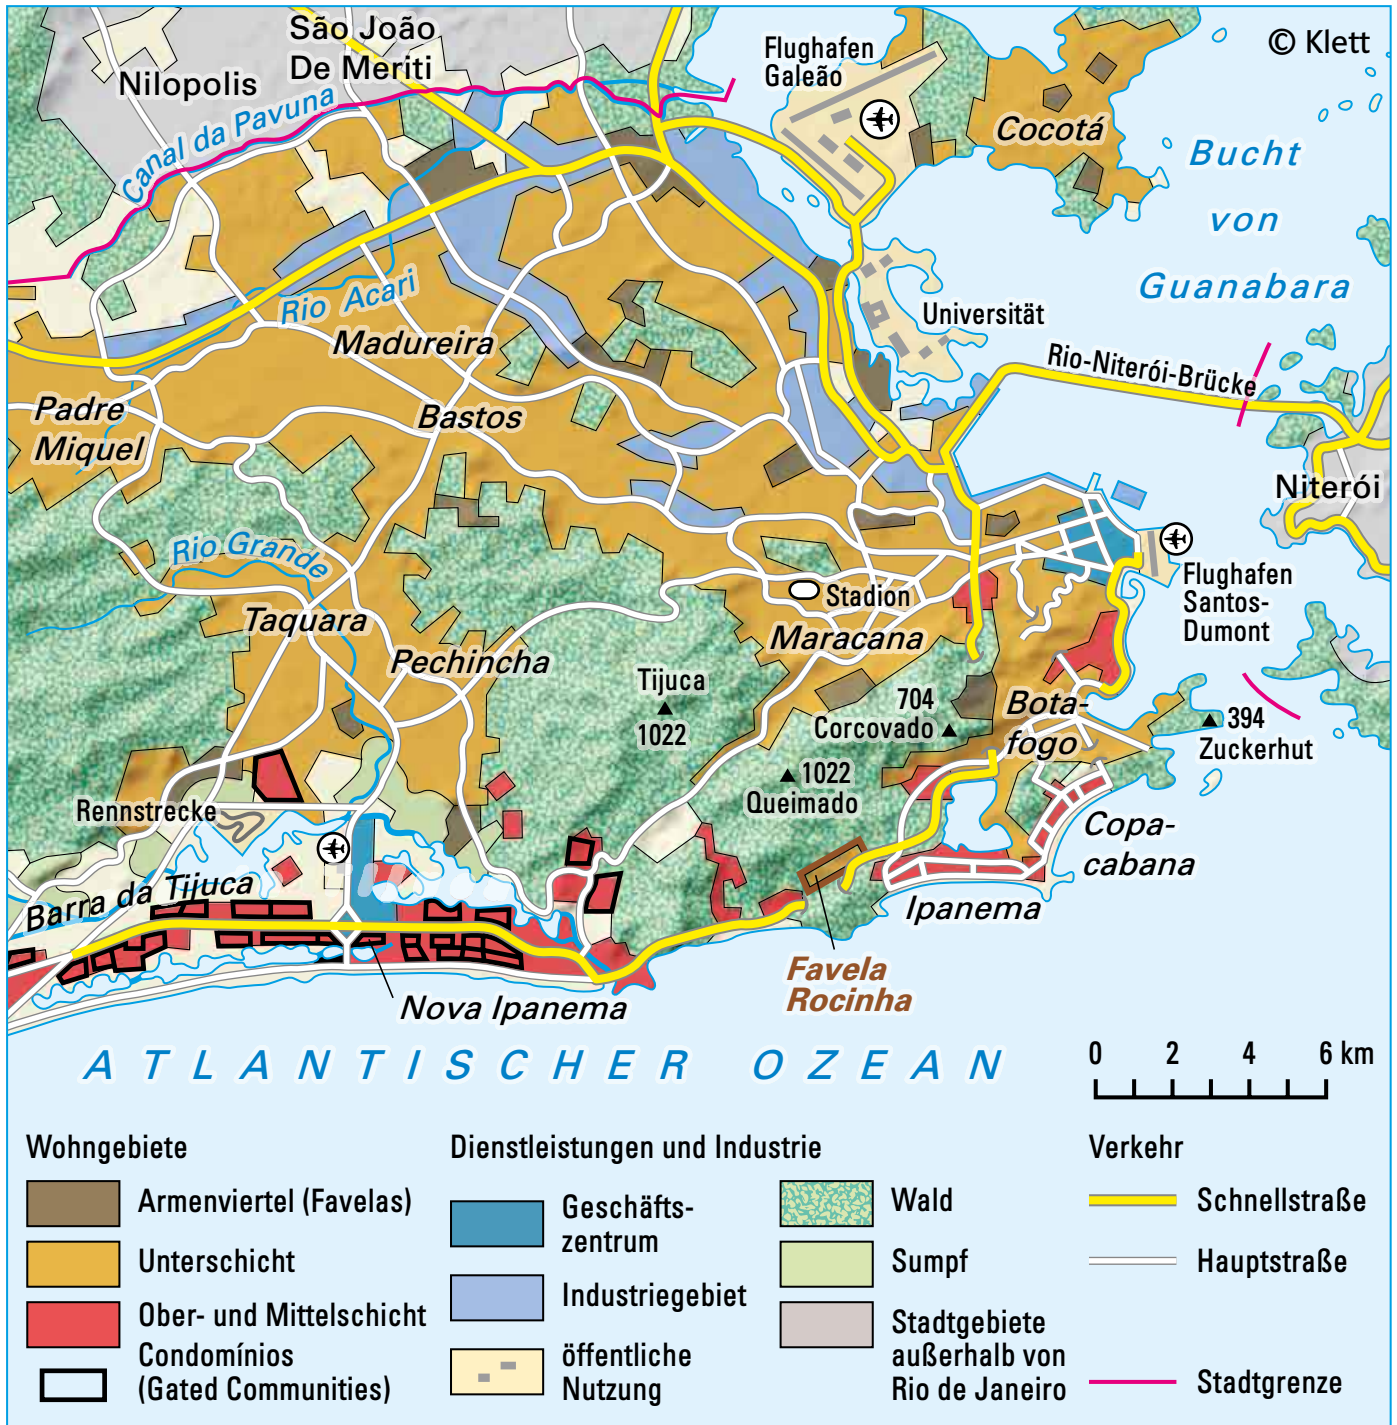 São João
De Meriti
Nilopolis
Canal da Pavuna
Flughafen
Galeão
© Klett
Cocotá
Bucht
von
Guanabara
Rio Acari
Universität
Madureira
Rio-Niterói-Brücke
Padre
Miquel
Bastos
Niterói
Rio Grande
Flughafen
Santos-
Dumont
Stadion
Taquara
Maracana
Pechincha
Tijuca
1022
704
Corcovado
Bota-
fogo
394
Zuckerhut
1022
Queimado
Rennstrecke
Copa-
cabana
Barra da Tijuca
Ipanema
Favela
Rocinha
Nova Ipanema
ATLANTISCHER OZEAN
0 2 4 6 km
Wohngebiete
Armenviertel (Favelas)
Unterschicht
Ober- und Mittelschicht
Condomínios
(Gated Communities)
Dienstleistungen und Industrie
Geschäfts-
zentrum
Industriegebiet
öffentliche
Nutzung
Wald
Sumpf
Stadtgebiete
außerhalb von
Rio de Janeiro
Verkehr
Schnellstraße
Hauptstraße
Stadtgrenze